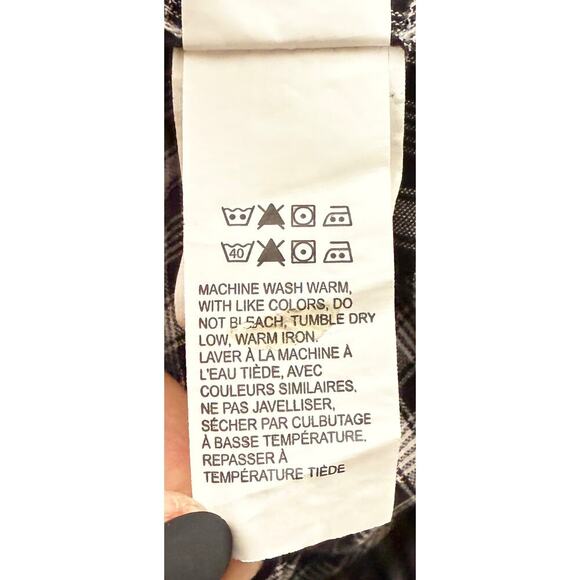 40
MACHINE WASH WARM,
WITH LIKE COLORS, DO
NOT BLEACH, TUMBLE DRY
LOW, WARM IRON.
LAVER À LA MACHINE À
L'EAU TIÈDE, AVEC
COULEURS SIMILAIRES,
NE PAS JAVELLISER,
SÉCHER PAR CULBUTAGE
À BASSE TEMPÉRATURE,
REPASSER À
TEMPÉRATURE TIÈDE